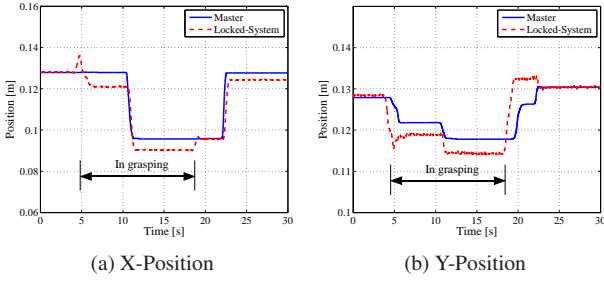 0.16
0.14
0.12
0.1
0.08
0.06
Position [m]
Master
Locked-System
In grasping
0 5 10 15 20 25 30
Time [s]
(a) X-Position
0.15
0.14
0.13
0.12
0.11
0.1
Position [m]
Master
Locked-System
In grasping
0 5 10 15 20 25 30
Time [s]
(b) Y-Position